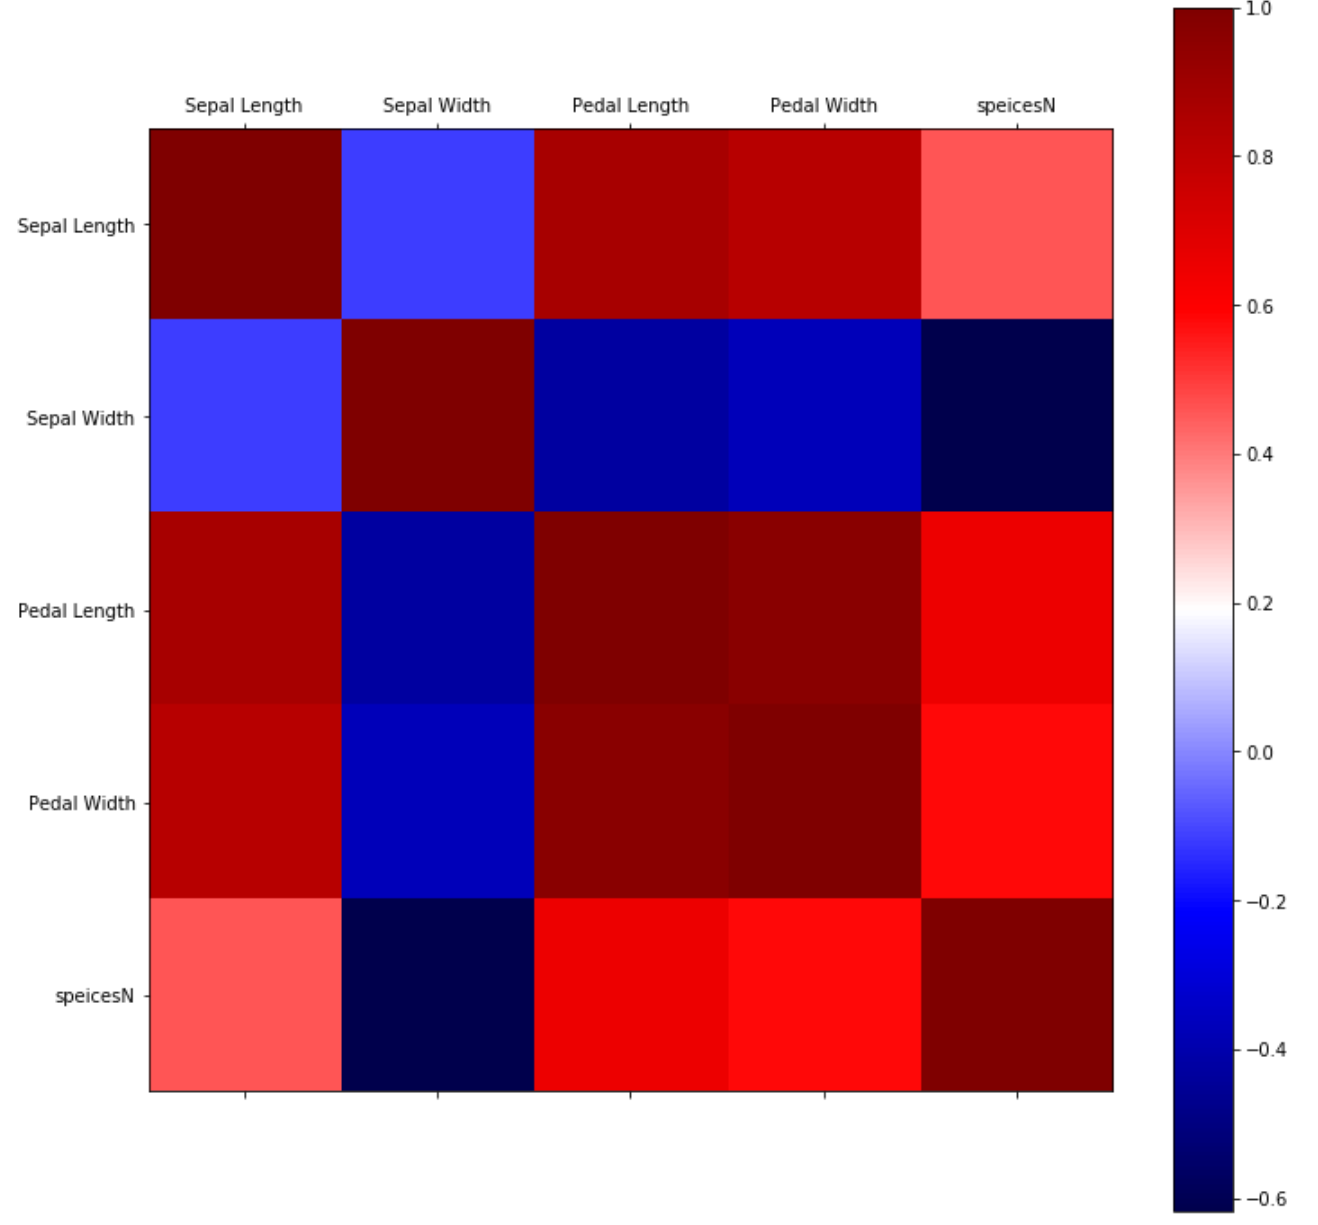 Sepal Length Sepal Width Pedal Length Pedal Width speicesN
Sepal Length
Sepal Width
Pedal Length
Pedal Width
speicesN
1.0
0.8
0.6
0.4
0.2
0.0
−0.2
−0.4
−0.6